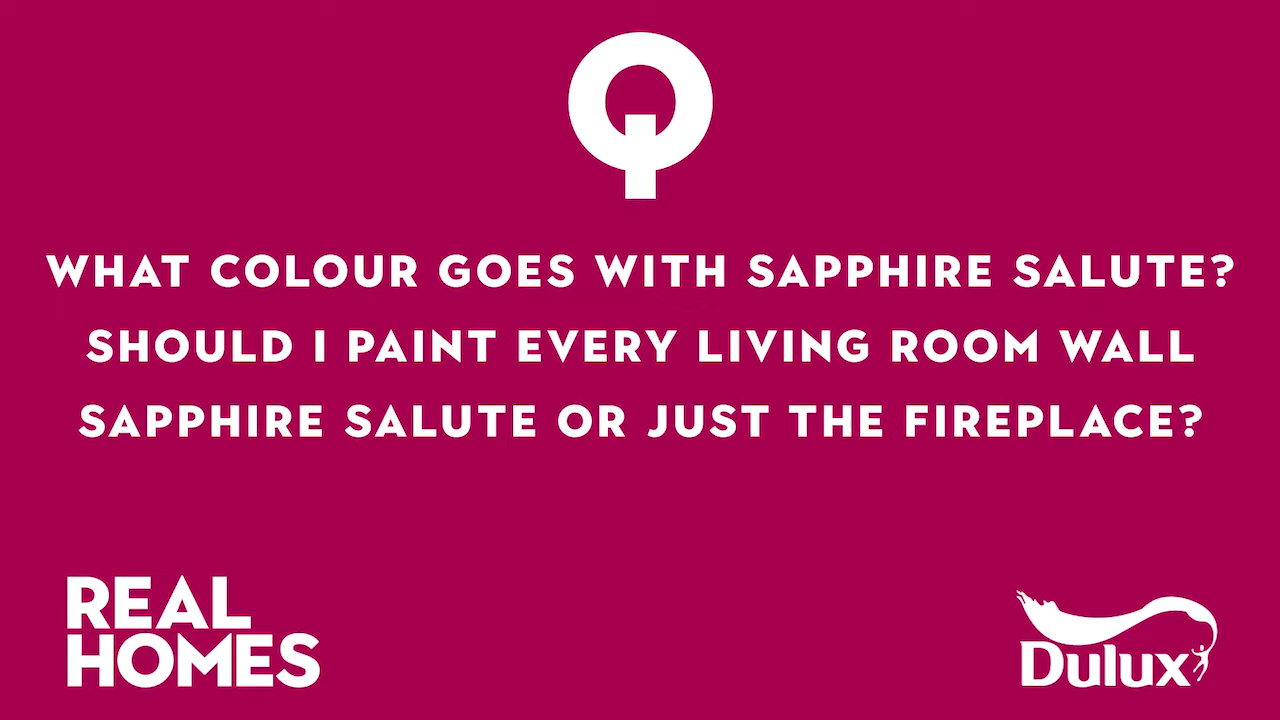 Q
WHAT COLOUR GOES WITH SAPPHIRE SALUTE?
SHOULD I PAINT EVERY LIVING ROOM WALL
SAPPHIRE SALUTE OR JUST THE FIREPLACE?
REAL
HOMES
Dulux